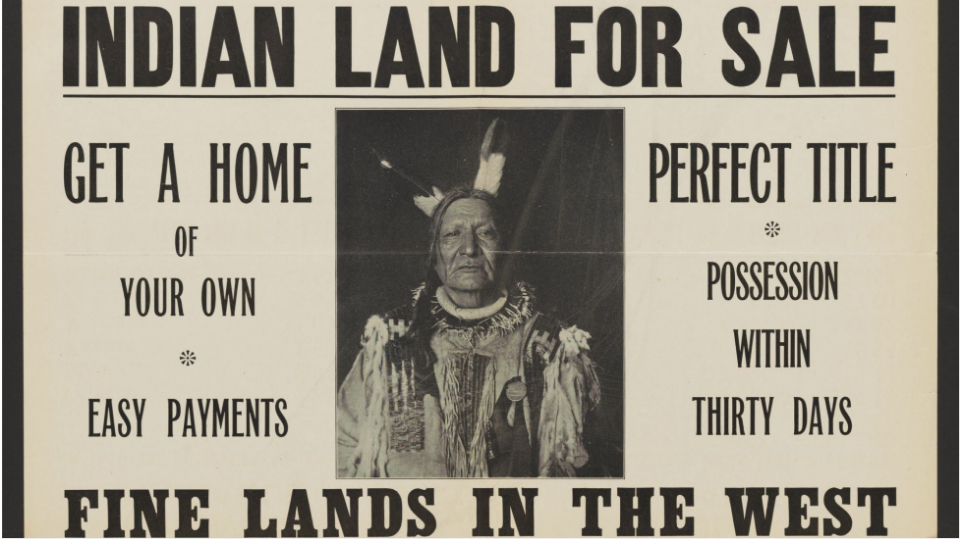 INDIAN LAND FOR SALE
GET A HOME
OF
YOUR OWN
EASY PAYMENTS
PERFECT TITLE
POSSESSION
WITHIN
THIRTY DAYS
FINE LANDS IN THE WEST